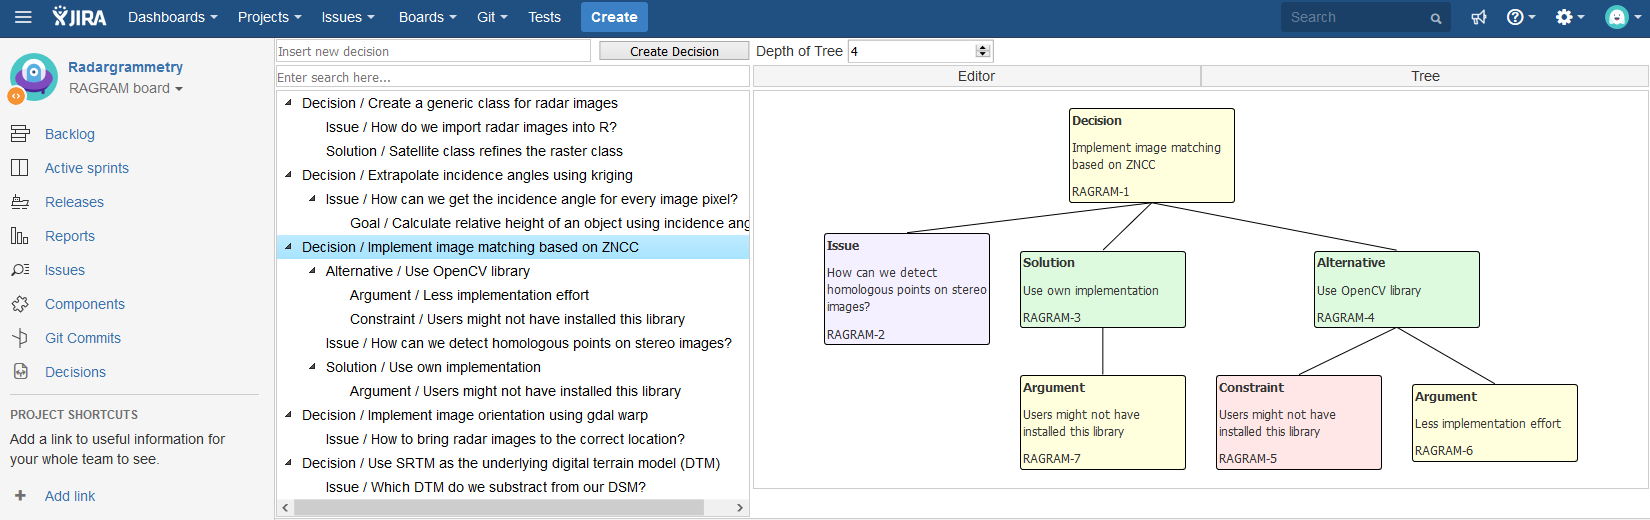 JIRA Dashboards Projects Issues Boards Git Tests Create Search
Radargrammetry
RAGRAM board
Backlog
Active sprints
Releases
Reports
Issues
Components
Git Commits
Decisions
PROJECT SHORTCUTS
Add a link to useful information for
your whole team to see.
+ Add link
Insert new decision
Create Decision
Enter search here...
Decision / Create a generic class for radar images
Issue / How do we import radar images into R?
Solution / Satellite class refines the raster class
Decision / Extrapolate incidence angles using kriging
Issue / How can we get the incidence angle for every image pixel?
Goal / Calculate relative height of an object using incidence ang
Decision / Implement image matching based on ZNCC
Alternative / Use OpenCV library
Argument / Less implementation effort
Constraint / Users might not have installed this library
Issue / How can we detect homologous points on stereo images?
Solution / Use own implementation
Argument / Users might not have installed this library
Decision / Implement image orientation using gdal warp
Issue / How to bring radar images to the correct location?
Decision / Use SRTM as the underlying digital terrain model (DTM)
Issue / Which DTM do we substract from our DSM?
Depth of Tree 4
Editor Tree
Decision
Implement image matching
based on ZNCC
RAGRAM-1
Issue
How can we detect
homologous points on stereo
images?
RAGRAM-2
Solution
Use own implementation
RAGRAM-3
Alternative
Use OpenCV library
RAGRAM-4
Argument
Users might not have
installed this library
RAGRAM-7
Constraint
Users might not have
installed this library
RAGRAM-5
Argument
Less implementation effort
RAGRAM-6